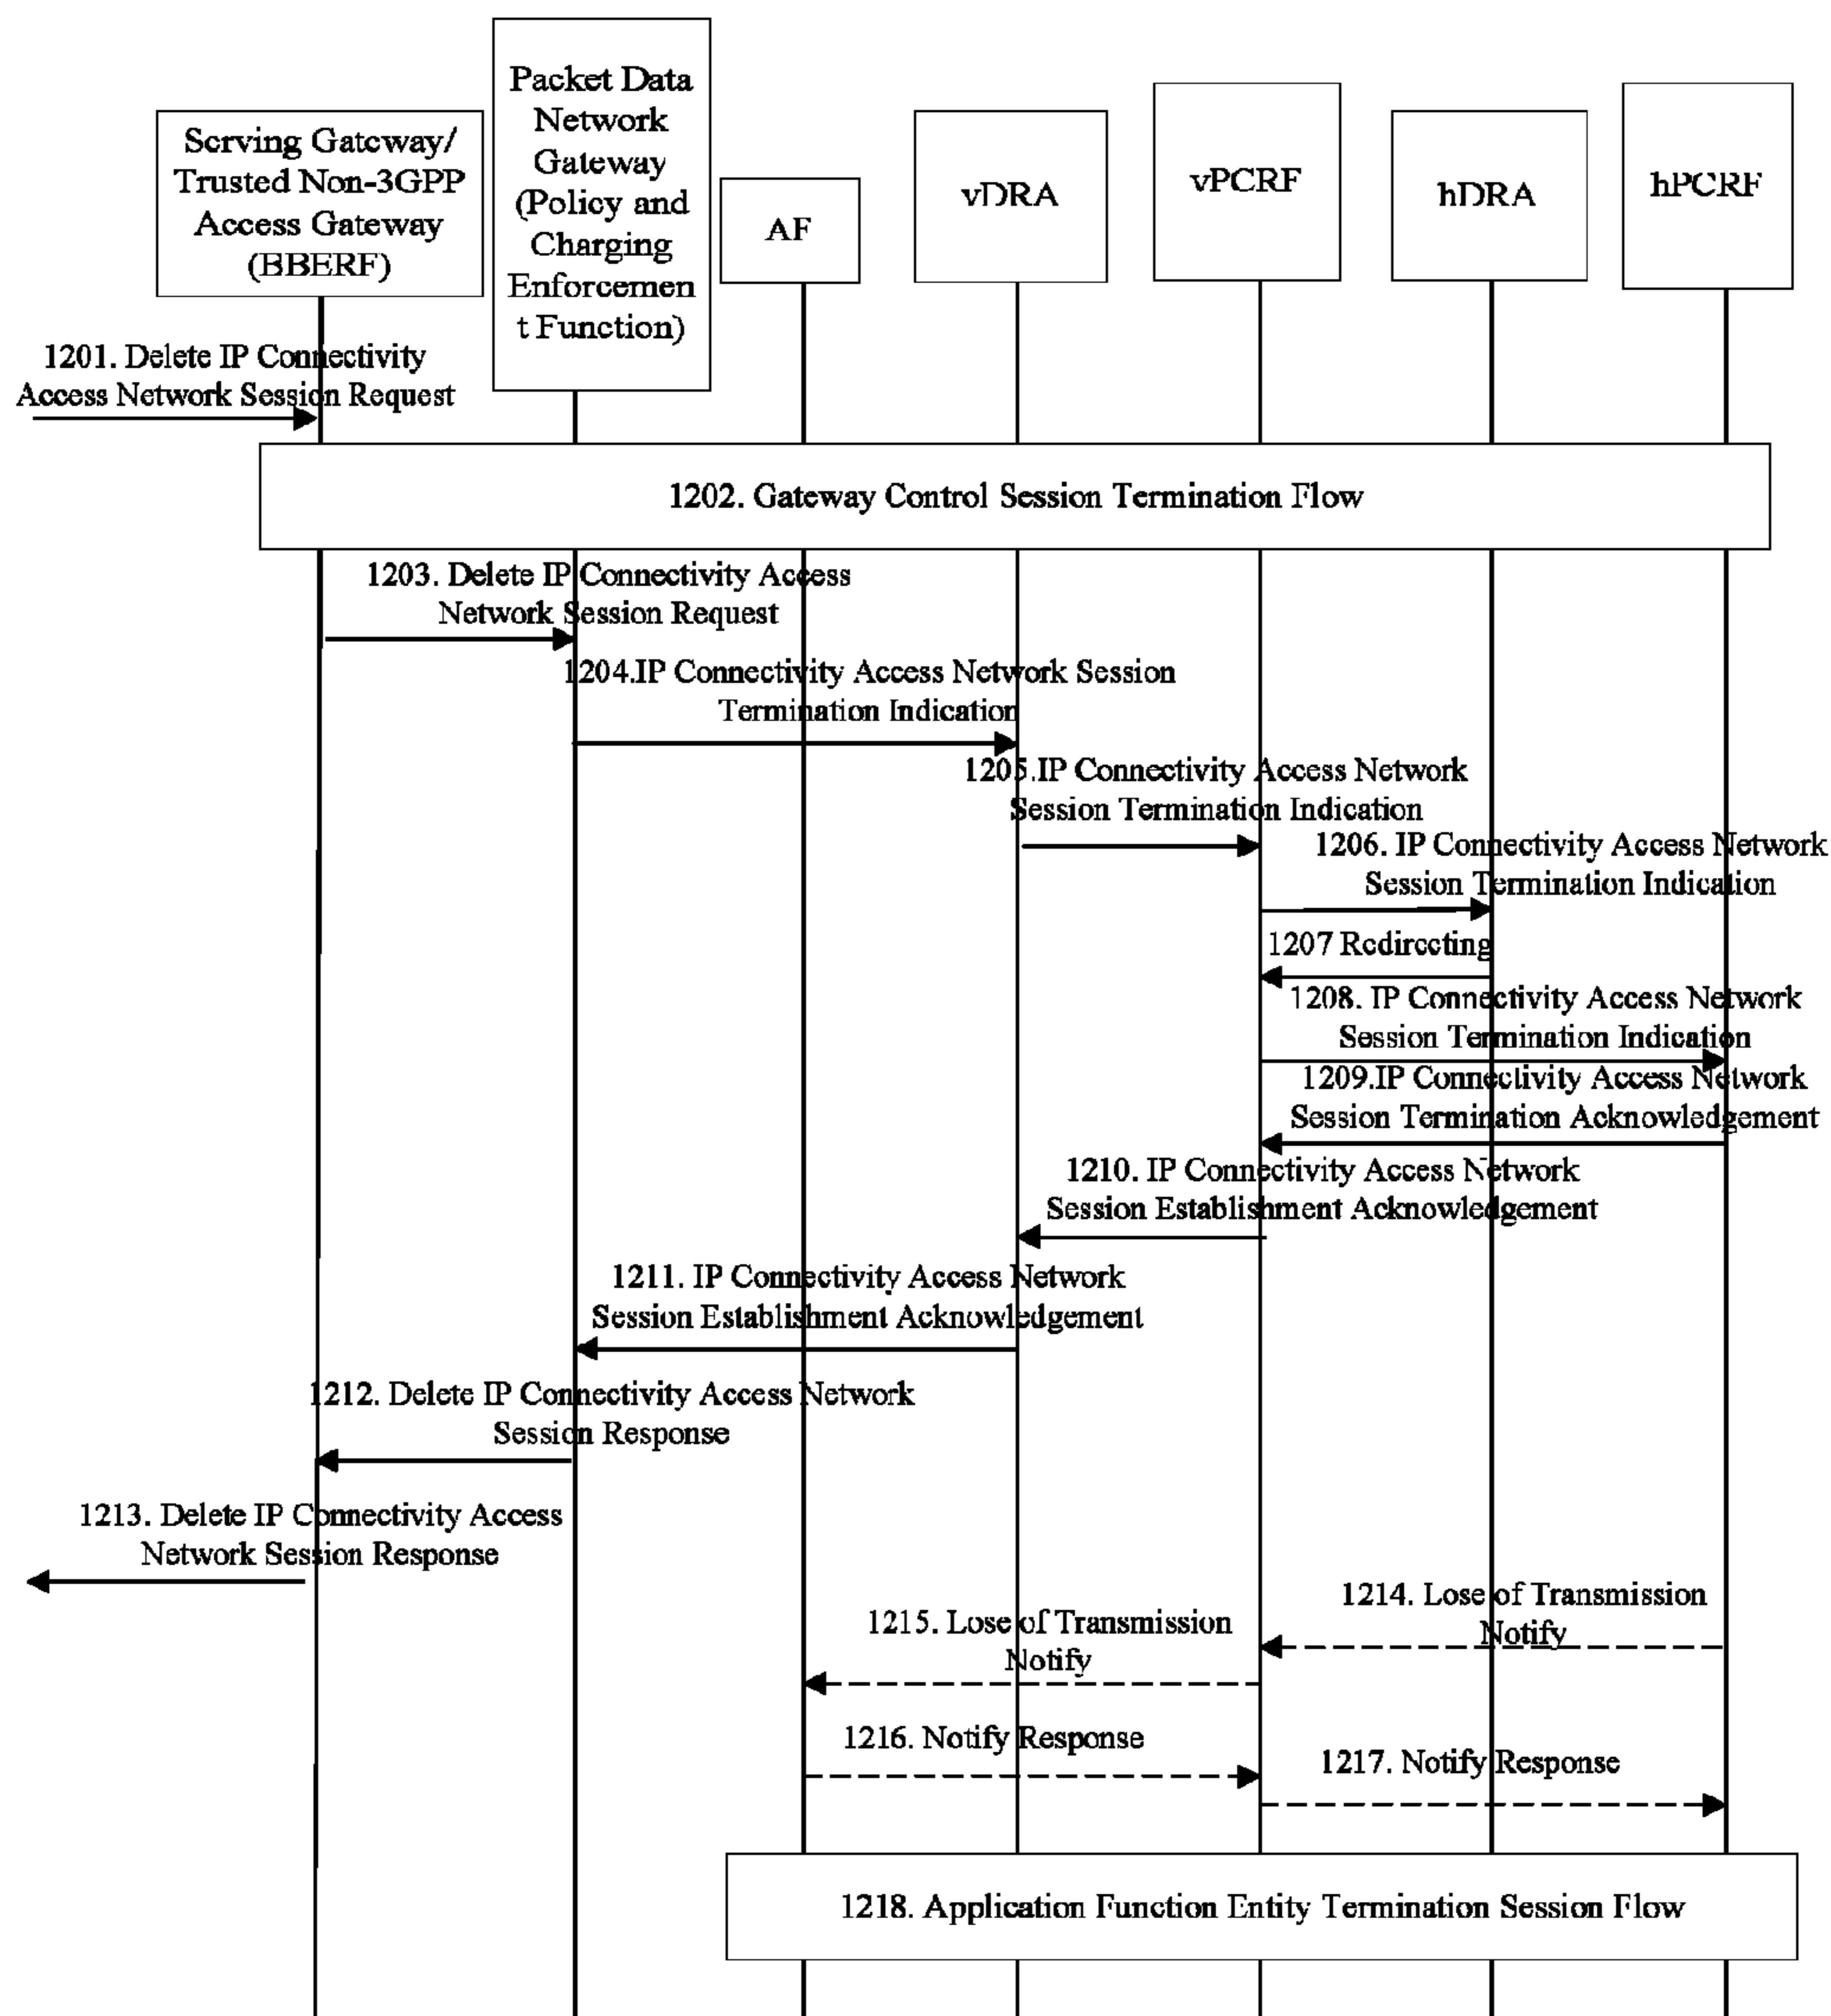 Serving Gateway/
Trusted Non-3GPP
Access Gateway
(BBERF)
Packet Data
Network
Gateway
(Policy and
Charging
Enforcemen
t Function)
AF
vDRA
vPCRF
hDRA
hPCRF
1201. Delete IP Connectivity
Access Network Session Request
1202. Gateway Control Session Termination Flow
1203. Delete IP Connectivity Access
Network Session Request
1204.IP Connectivity Access Network Session
Termination Indication
1205.IP Connectivity Access Network
Session Termination Indication
1206. IP Connectivity Access Network
Session Termination Indication
1207 Redirecting
1208. IP Connectivity Access Network
Session Termination Indication
1209.IP Connectivity Access Network
Session Termination Acknowledgement
1210. IP Connectivity Access Network
Session Establishment Acknowledgement
1211. IP Connectivity Access Network
Session Establishment Acknowledgement
1212. Delete IP Connectivity Access Network
Session Response
1213. Delete IP Connectivity Access
Network Session Response
1214. Lose of Transmission
Notify
1215. Lose of Transmission
Notify
1216. Notify Response
1217. Notify Response
1218. Application Function Entity Termination Session Flow